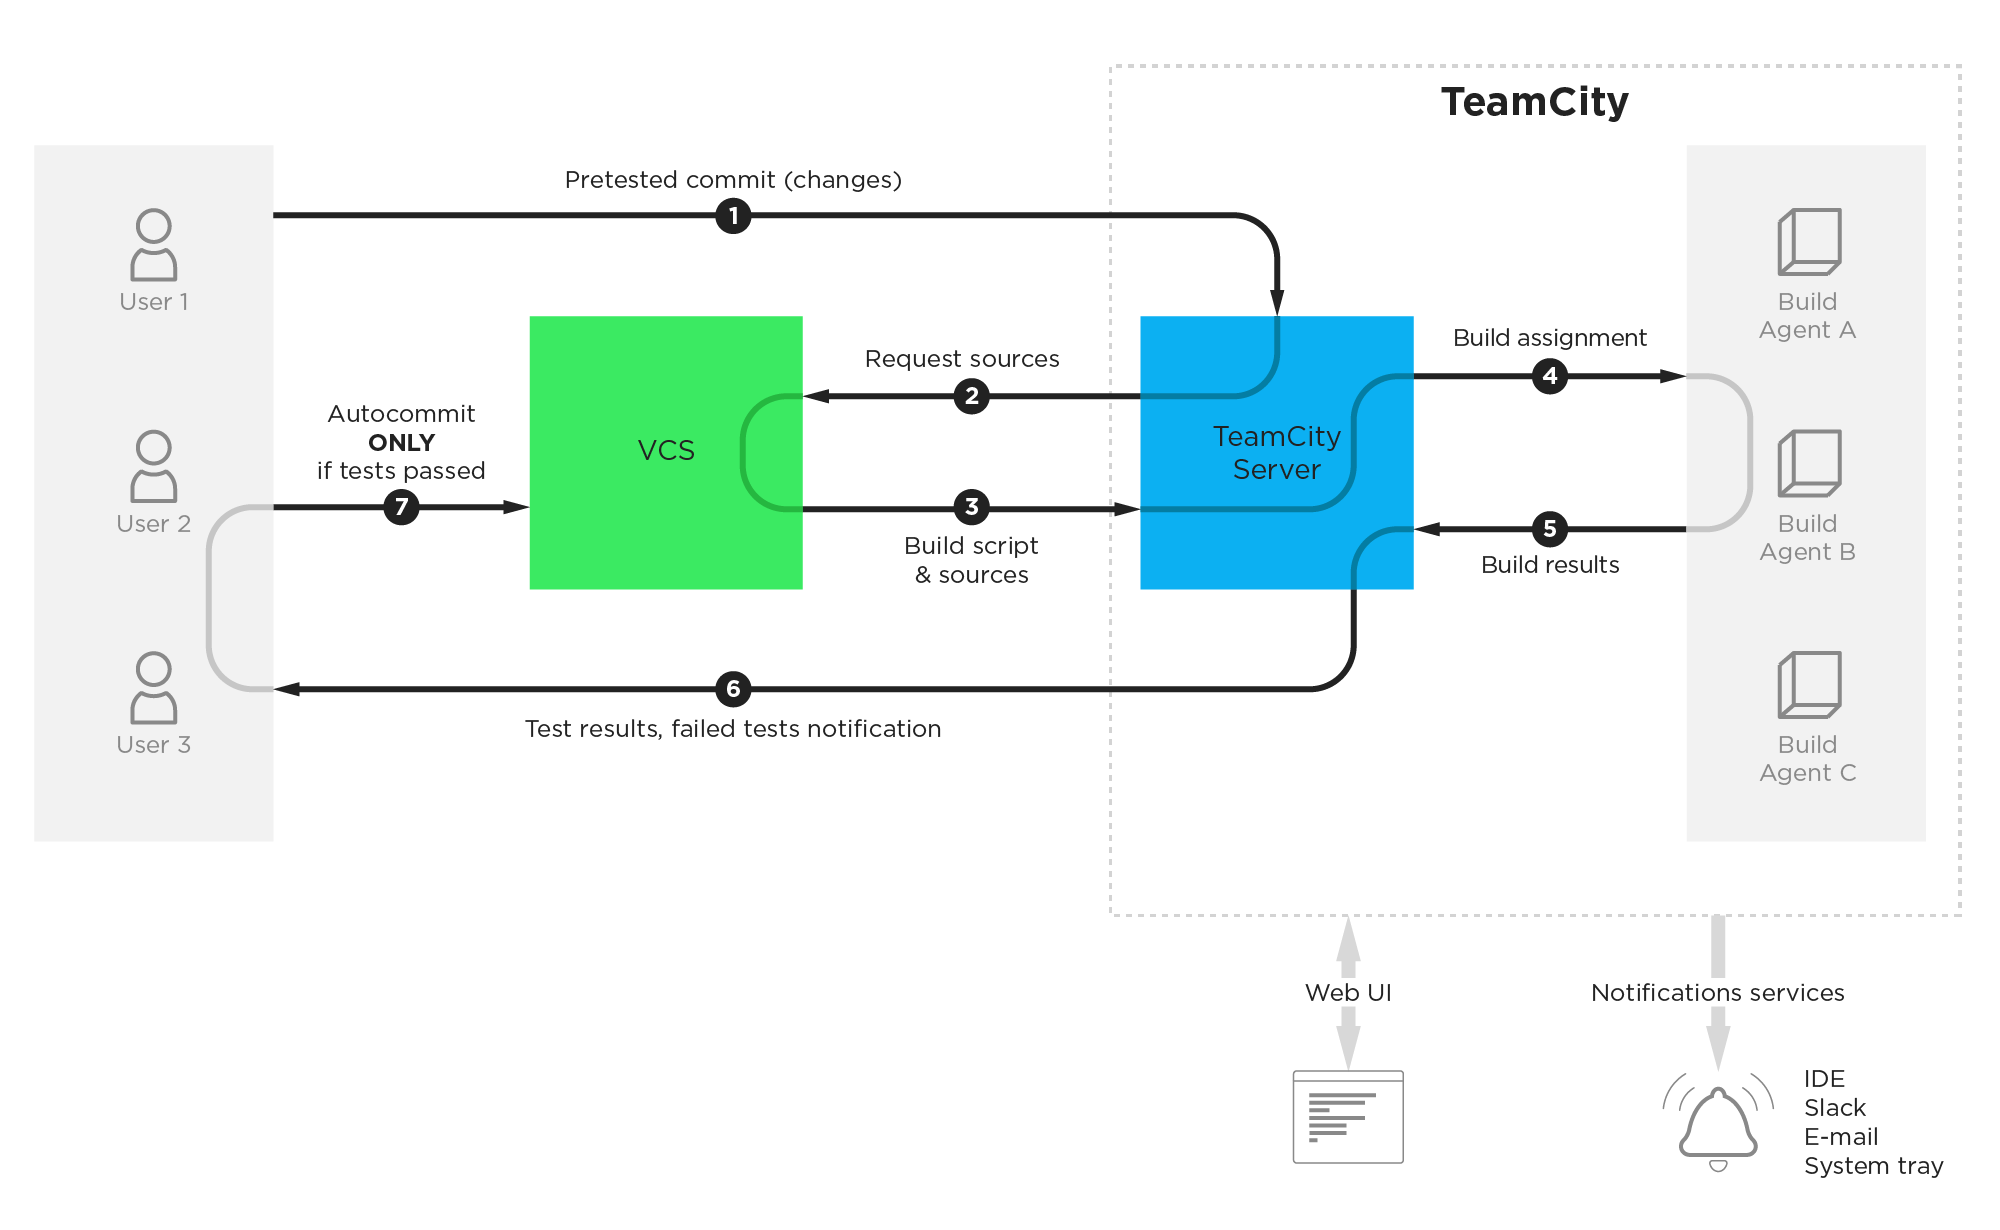 TeamCity
Pretested commit (changes)
1
User 1
Build
Agent A
Request sources
2
Build assignment
4
Autocommit
ONLY
if tests passed
7
VCS
TeamCity
Server
User 2
3
Build script
& sources
5
Build results
Build
Agent B
6
Test results, failed tests notification
User 3
Build
Agent C
Web UI
Notifications services
IDE
Slack
E-mail
System tray